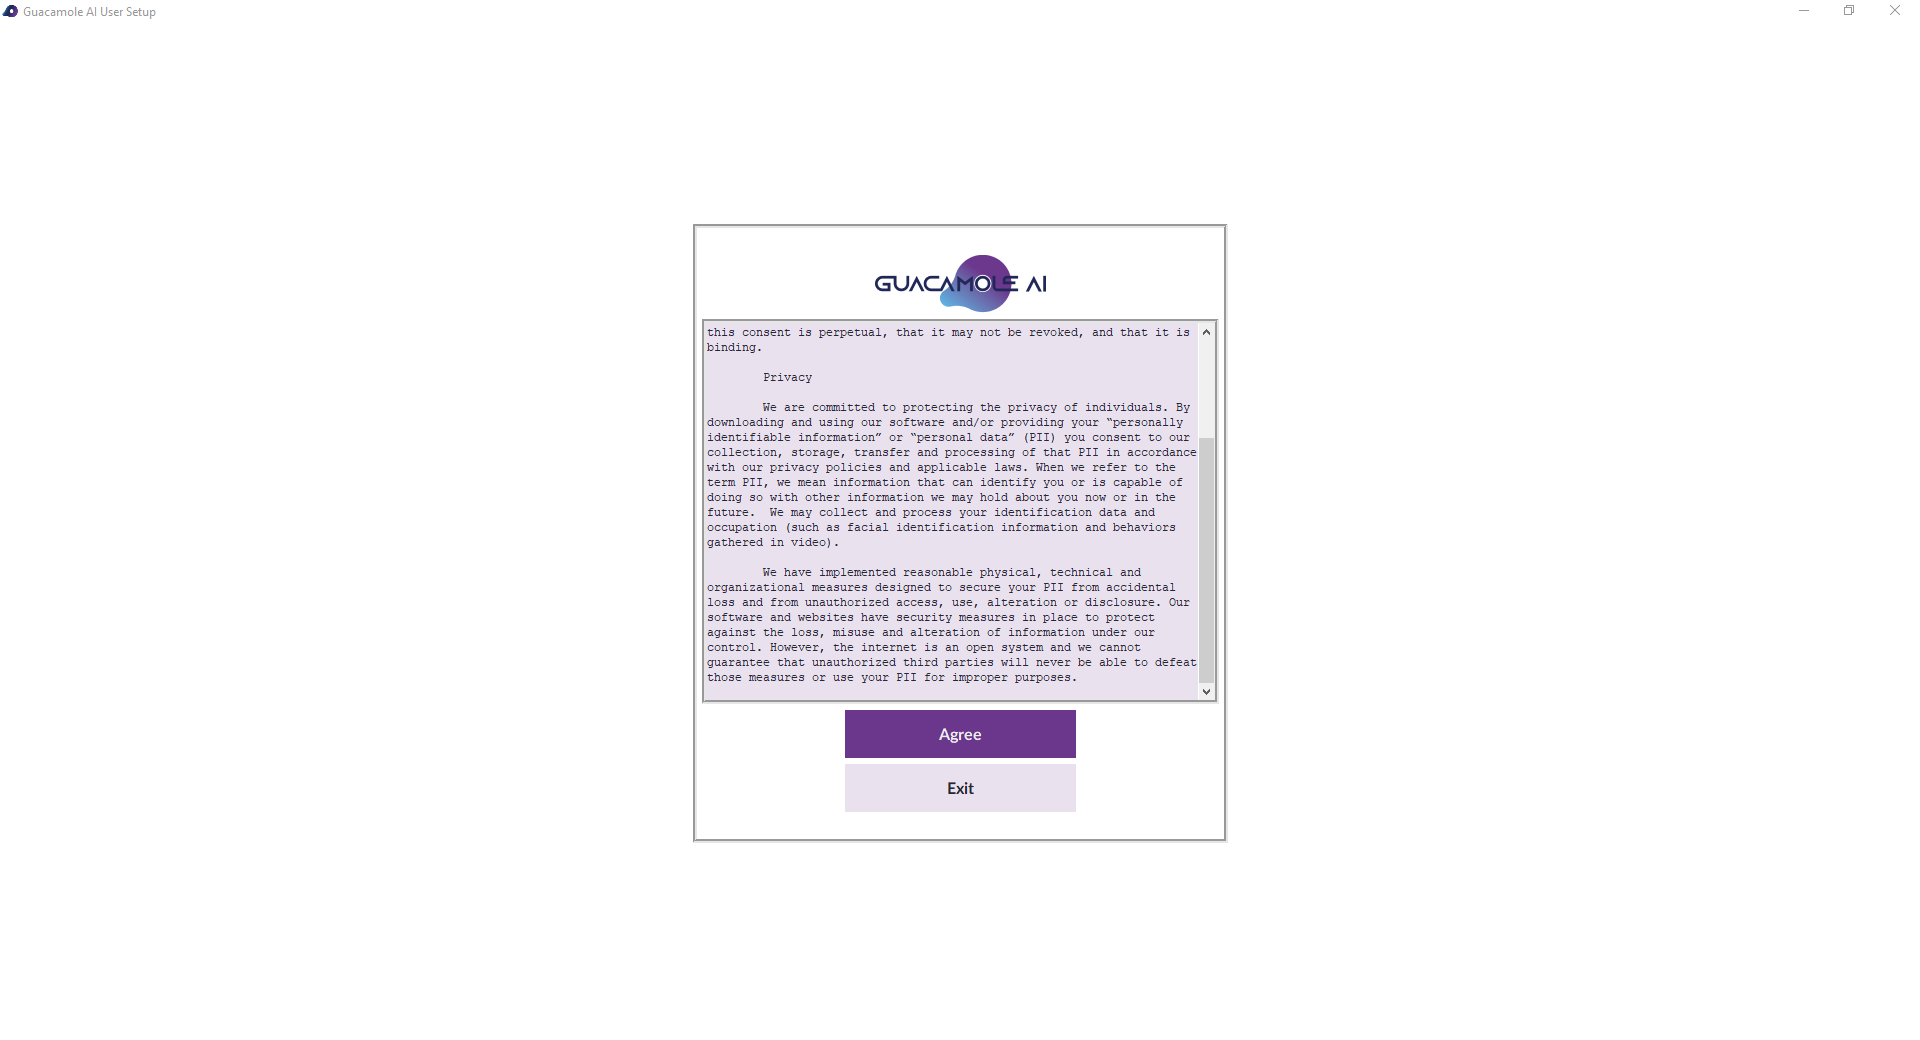 Guacamole AI User Setup
GUACAMOLE AI
this consent is perpetual, that it may not be revoked, and that it is
binding.
Privacy
We are committed to protecting the privacy of individuals. By
downloading and using our software and/or providing your “personally
identifiable information” or “personal data” (PII) you consent to our
collection, storage, transfer and processing of that PII in accordance
with our privacy policies and applicable laws. When we refer to the
term PII, we mean information that can identify you or is capable of
doing so with other information we may hold about you now or in the
future.  We may collect and process your identification data and
occupation (such as facial identification information and behaviors
gathered in video).
We have implemented reasonable physical, technical and
organizational measures designed to secure your PII from accidental
loss and from unauthorized access, use, alteration or disclosure. Our
software and websites have security measures in place to protect
against the loss, misuse and alteration of information under our
control. However, the internet is an open system and we cannot
guarantee that unauthorized third parties will never be able to defeat
those measures or use your PII for improper purposes.
Agree
Exit